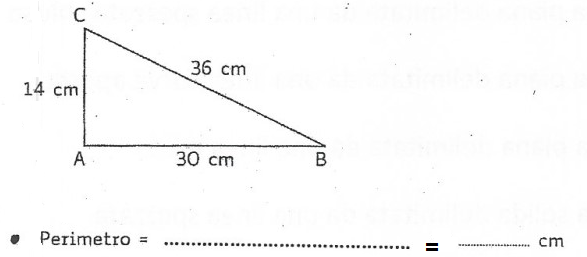 C
36 cm
14 cm
A
30 cm
B
• Perimetro = ........................................ = ................ cm